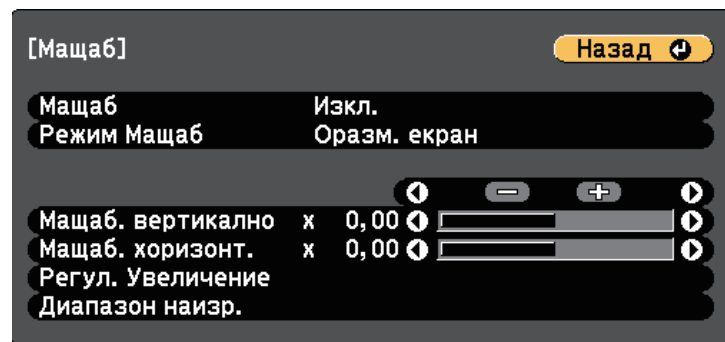 [Мащаб] Назад
Мащаб Изкл.
Режим Мащаб Оразм. екран
Мащаб. вертикално x 0,00
Мащаб. хоризонт. x 0,00
Регул. Увеличение
Диапазон наизр.